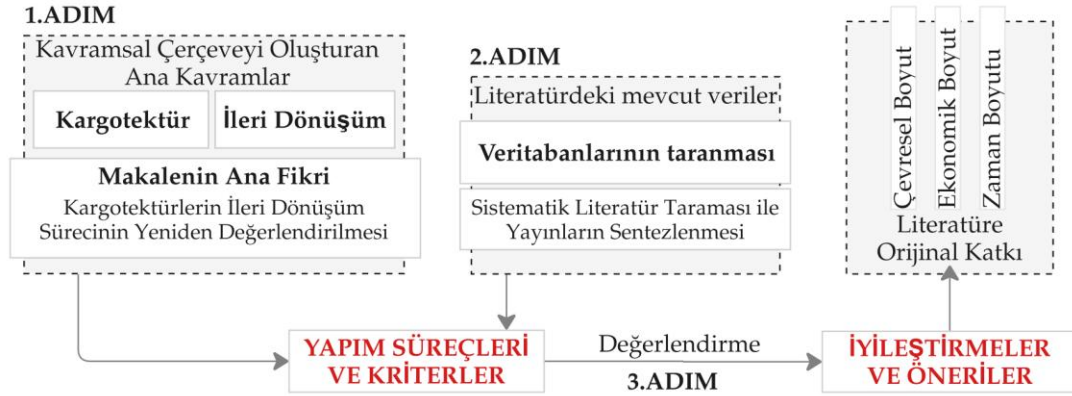 1.ADIM
Kavramsal Çerçeveyi Oluşturan
Ana Kavramlar
Kargotektür
İleri Dönüşüm
Makalenin Ana Fikri
Kargotektürlerin İleri Dönüşüm
Sürecinin Yeniden Değerlendirilmesi
2.ADIM
Literatürdeki mevcut veriler
Veritabanlarının taranması
Sistematik Literatür Taraması ile
Yayınların Sentezlenmesi
YAPIM SÜREÇLERİ
VE KRİTERLER
Değerlendirme
3.ADIM
İYİLEŞTİRMELER
VE ÖNERİLER
Çevresel Boyut
Ekonomik Boyut
Zaman Boyutu
Literatüre
Orijinal Katkı